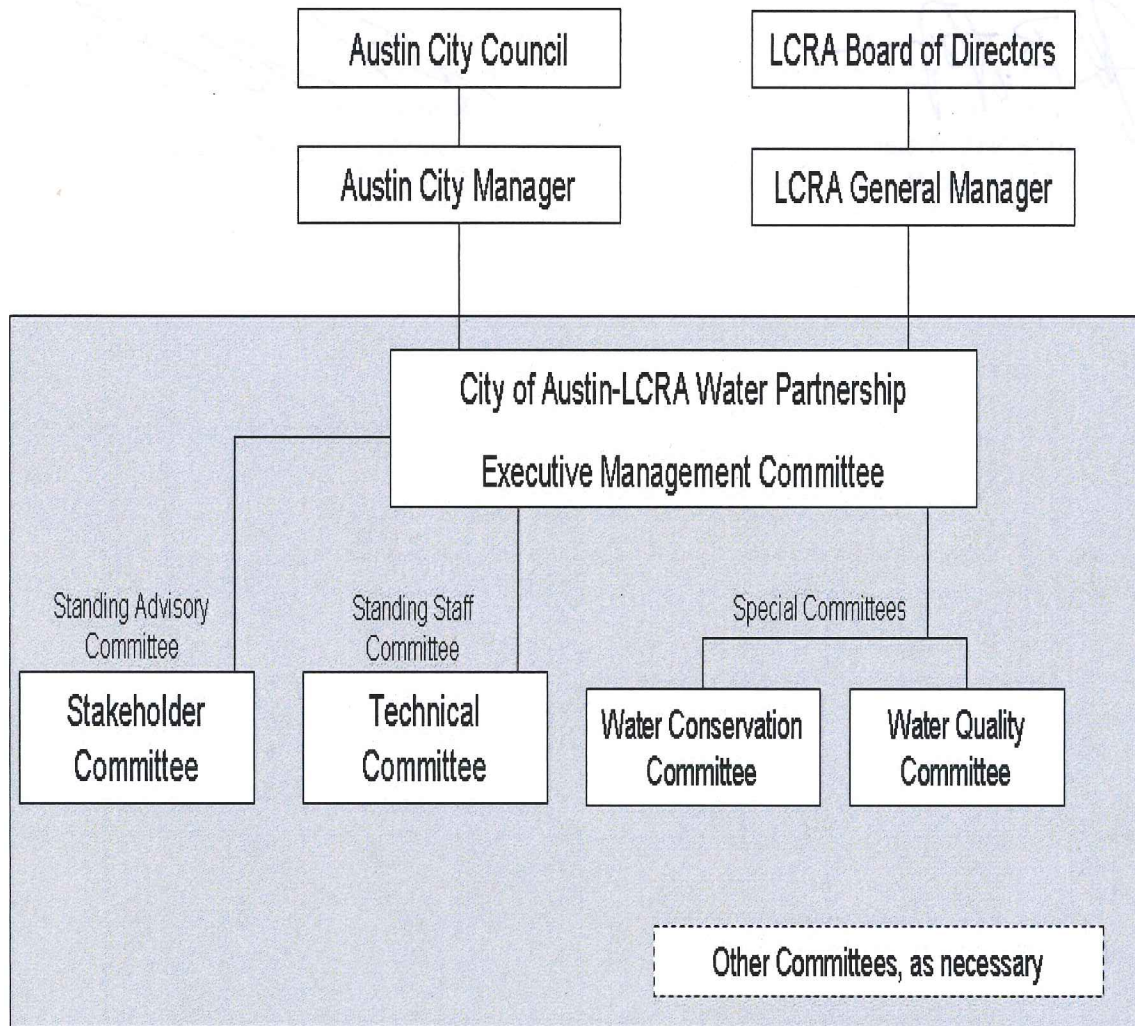 Austin City Council
LCRA Board of Directors
Austin City Manager
LCRA General Manager
City of Austin-LCRA Water Partnership
Executive Management Committee
Standing Advisory
Committee
Standing Staff
Committee
Special Committees
Stakeholder
Committee
Technical
Committee
Water Conservation
Committee
Water Quality
Committee
Other Committees, as necessary